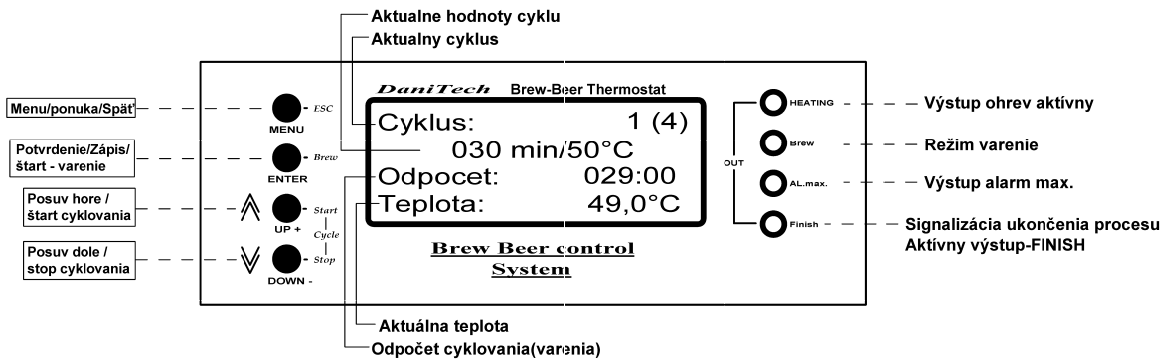 Aktualne hodnoty cyklu
Aktualny cyklus
Menu/ponuka/Späť
Potvrdenie/Zápis/
štart - varenie
Posuv hore /
štart cyklovania
Posuv dole /
stop cyklovania
ESC
MENU
Brew
ENTER
Start
UP +
Cycle
Stop
DOWN -
DaniTech Brew-Beer Thermostat
Cyklus: 1 (4)
030 min/50°C
Odpocet: 029:00
Teplota: 49,0°C
Brew Beer control
System
OUT
HEATING
Brew
AL.max.
Finish
Výstup ohrev aktívny
Režim varenie
Výstup alarm max.
Signalizácia ukončenia procesu
Aktívny výstup-FINISH
Aktuálna teplota
Odpočet cyklovania(varenia)